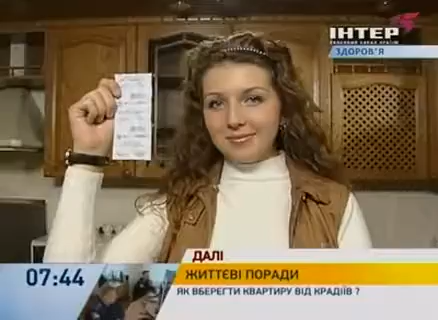 ІНТЕР
ЗДОРОВ'Я
ДАЛІ
07:44
ЖИТТЄВІ ПОРАДИ
ЯК ВБЕРЕГТИ КВАРТИРУ ВІД КРАДІЇВ ?